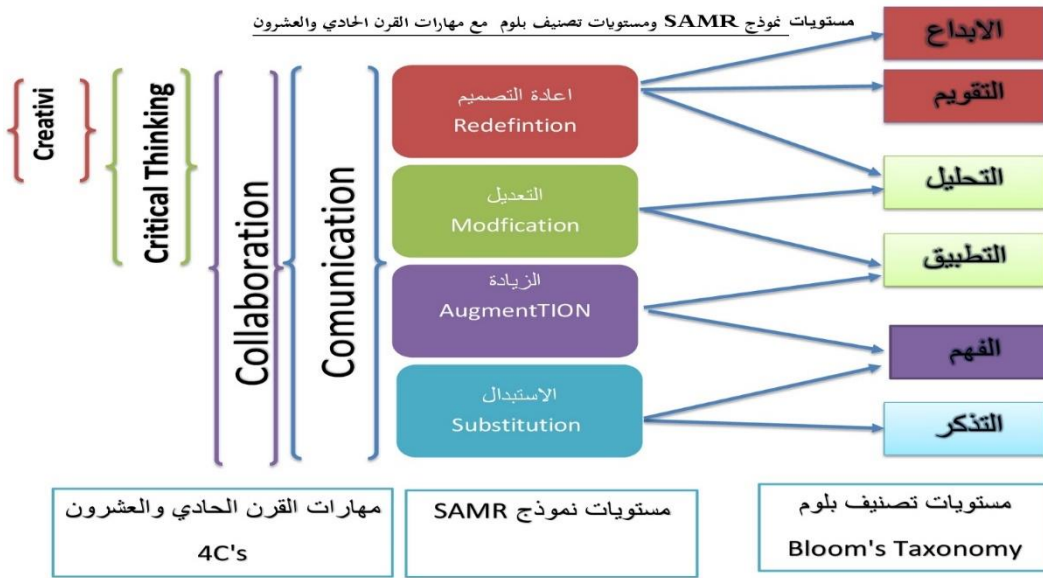 مستويات نموذج SAMR ومستويات تصنيف بلوم مع مهارات القرن الحادي والعشرون
الابداع
التقويم
التحليل
التطبيق
الفهم
التذكر
اعادة التصميم
Redefintion
التعديل
Modfication
الزيادة
AugmentTION
الاستبدال
Substitution
Comunication
Collaboration
Critical Thinking
Creativi
مستويات تصنيف بلوم
Bloom's Taxonomy
مستويات نموذج SAMR
مهارات القرن الحادي والعشرون
4C's